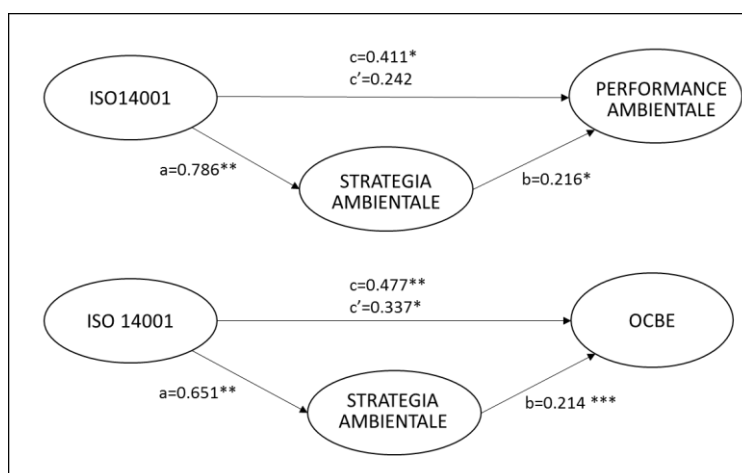 c=0.411*
c’=0.242
ISO14001
PERFORMANCE
AMBIENTALE
a=0.786**
STRATEGIA
AMBIENTALE
b=0.216*
c=0.477**
c’=0.337*
ISO 14001
OCBE
a=0.651**
STRATEGIA
AMBIENTALE
b=0.214 ***